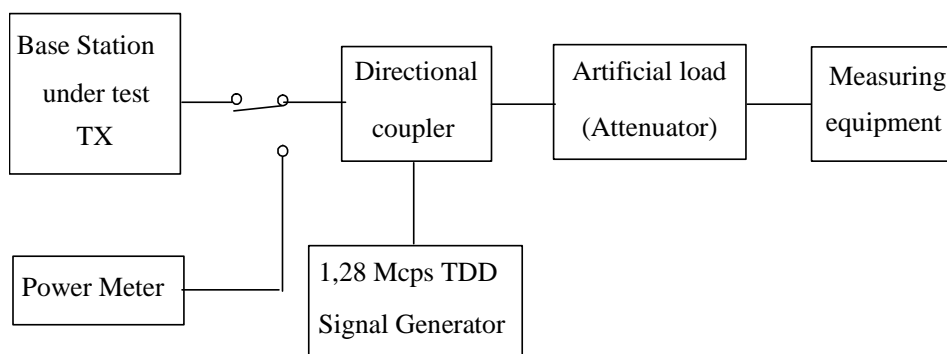 Base Station
under test
TX
Directional
coupler
Artificial load
(Attenuator)
Measuring
equipment
Power Meter
1,28 Mcps TDD
Signal Generator